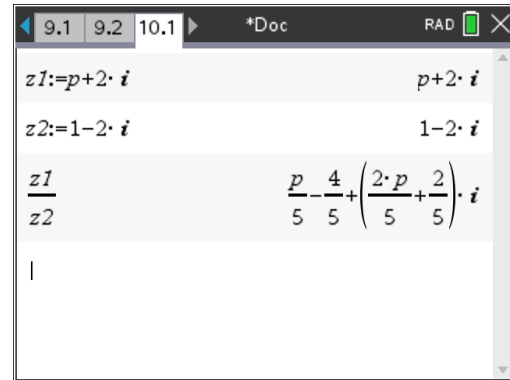 9.1 9.2 10.1 *Doc RAD
z1:=p+2· i p+2· i
z2:=1−2· i 1−2· i
z1/z2 p/5−4/5+(2· p/5+2/5)· i